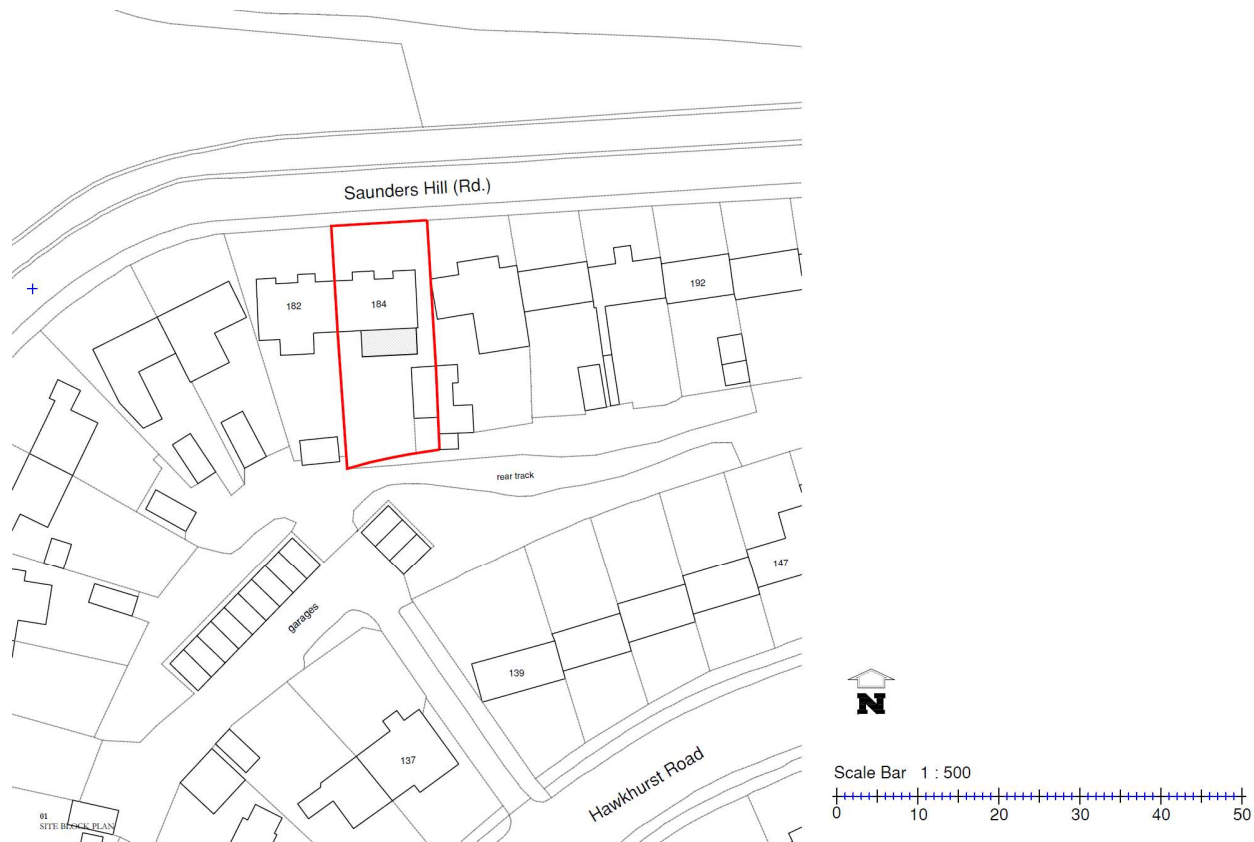 Saunders Hill (Rd.)
182
184
192
rear track
garages
147
139
137
Hawkhurst Road
N
01
SITE BLOCK PLAN
Scale Bar 1 : 500
0 10 20 30 40 50